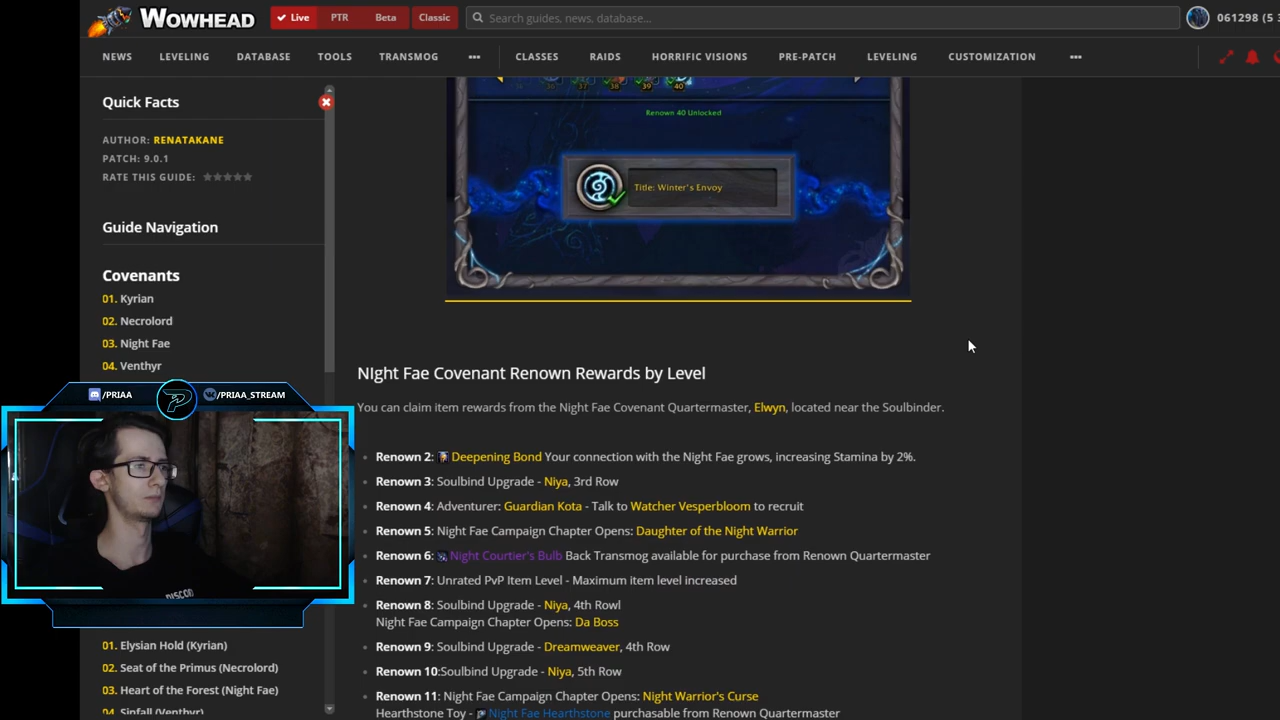 WOWHEAD
Live
PTR
Beta
Classic
Search guides, news, database...
061298 (5
NEWS
LEVELING
DATABASE
TOOLS
TRANSMOG
•••
CLASSES
RAIDS
HORRIFIC VISIONS
PRE-PATCH
LEVELING
CUSTOMIZATION
•••
Quick Facts
AUTHOR: RENATAKANE
PATCH: 9.0.1
RATE THIS GUIDE:
Guide Navigation
Covenants
01. Kyrian
02. Necrolord
03. Night Fae
04. Venthyr
/PRIAA
/PRIAA_STREAM
01. Elysian Hold (Kyrian)
02. Seat of the Primus (Necrolord)
03. Heart of the Forest (Night Fae)
04. Sinfall (Venthyr)
38
39
40
Renown 40 Unlocked
Title: Winter's Envoy
NIght Fae Covenant Renown Rewards by Level
You can claim item rewards from the Night Fae Covenant Quartermaster, Elwyn, located near the Soulbinder.
Renown 2: Deepening Bond Your connection with the Night Fae grows, increasing Stamina by 2%.
Renown 3: Soulbind Upgrade - Niya, 3rd Row
Renown 4: Adventurer: Guardian Kota - Talk to Watcher Vesperbloom to recruit
Renown 5: Night Fae Campaign Chapter Opens: Daughter of the Night Warrior
Renown 6: Night Courtier's Bulb Back Transmog available for purchase from Renown Quartermaster
Renown 7: Unrated PvP Item Level - Maximum item level increased
Renown 8: Soulbind Upgrade - Niya, 4th Rowl
Night Fae Campaign Chapter Opens: Da Boss
Renown 9: Soulbind Upgrade - Dreamweaver, 4th Row
Renown 10:Soulbind Upgrade - Niya, 5th Row
Renown 11: Night Fae Campaign Chapter Opens: Night Warrior's Curse
Hearthstone Toy - Night Fae Hearthstone purchasable from Renown Quartermaster